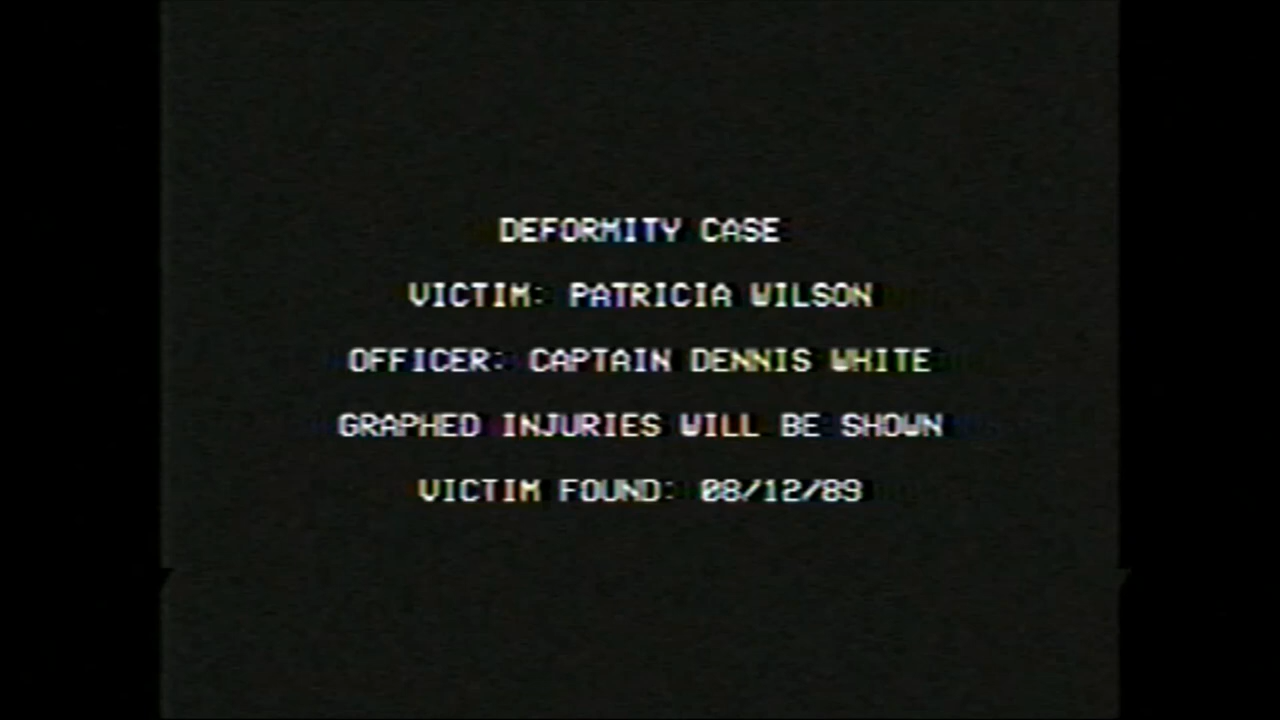 DEFORMITY CASE
VICTIM: PATRICIA WILSON
OFFICER: CAPTAIN DENNIS WHITE
GRAPHED INJURIES WILL BE SHOWN
VICTIM FOUND: 08/12/89